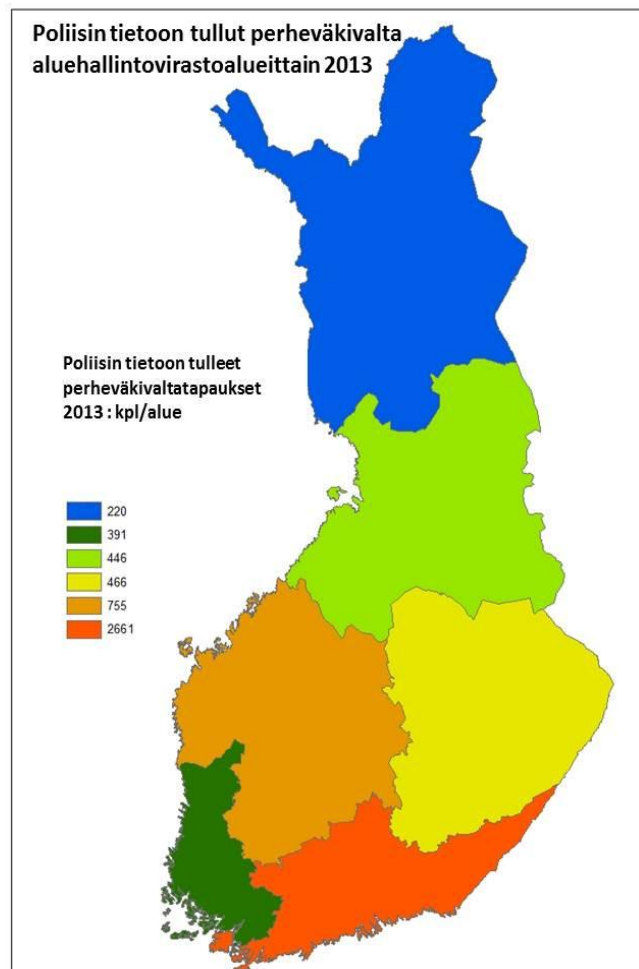 Poliisin tietoon tullut perheväkivalta
aluehallintovirastoalueittain 2013
Poliisin tietoon tulleet
perheväkivaltatapaukset
2013 : kpl/alue
220
391
446
466
755
2661